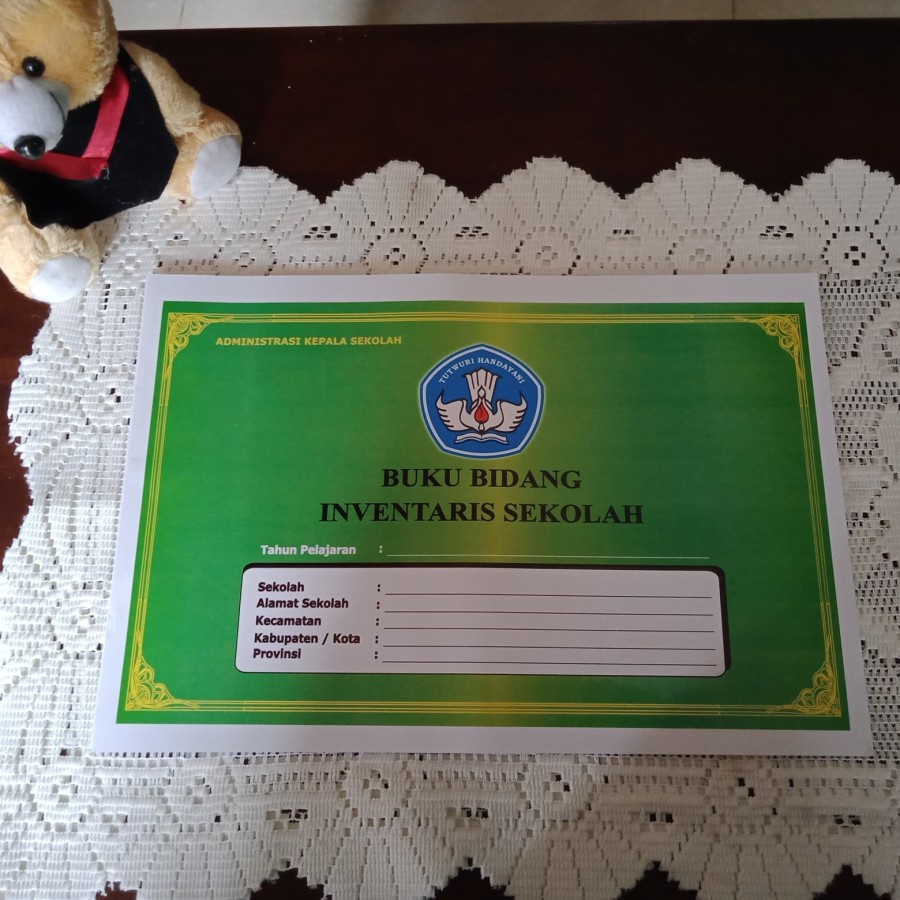 ADMINISTRASI KEPALA SEKOLAH
TUTWURI HANDAYANI
BUKU BIDANG
INVENTARIS SEKOLAH
Tahun Pelajaran :
Sekolah :
Alamat Sekolah :
Kecamatan :
Kabupaten / Kota :
Provinsi :